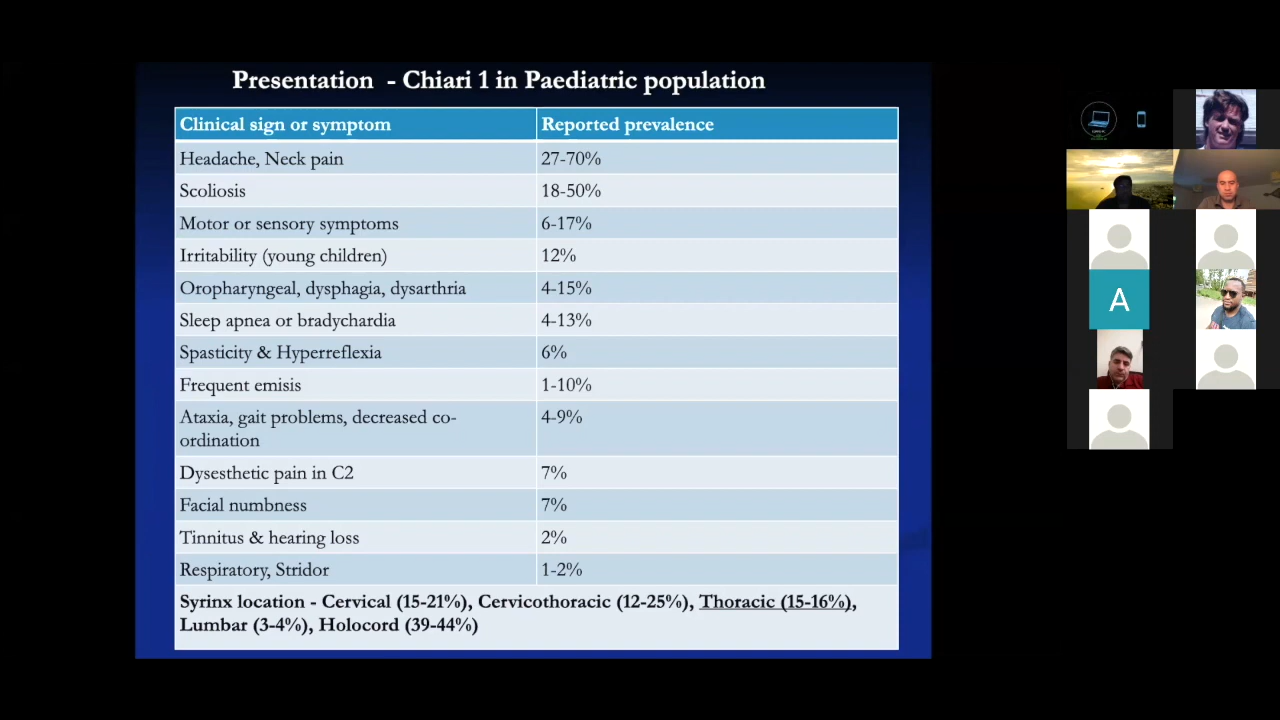 Presentation - Chiari 1 in Paediatric population
Clinical sign or symptom Reported prevalence
Headache, Neck pain 27-70%
Scoliosis 18-50%
Motor or sensory symptoms 6-17%
Irritability (young children) 12%
Oropharyngeal, dysphagia, dysarthria 4-15%
Sleep apnea or bradychardia 4-13%
Spasticity & Hyperreflexia 6%
Frequent emisis 1-10%
Ataxia, gait problems, decreased co- 4-9%
ordination
Dysesthetic pain in C2 7%
Facial numbness 7%
Tinnitus & hearing loss 2%
Respiratory, Stridor 1-2%
Syrinx location - Cervical (15-21%), Cervicothoracic (12-25%), Thoracic (15-16%),
Lumbar (3-4%), Holocord (39-44%)
A